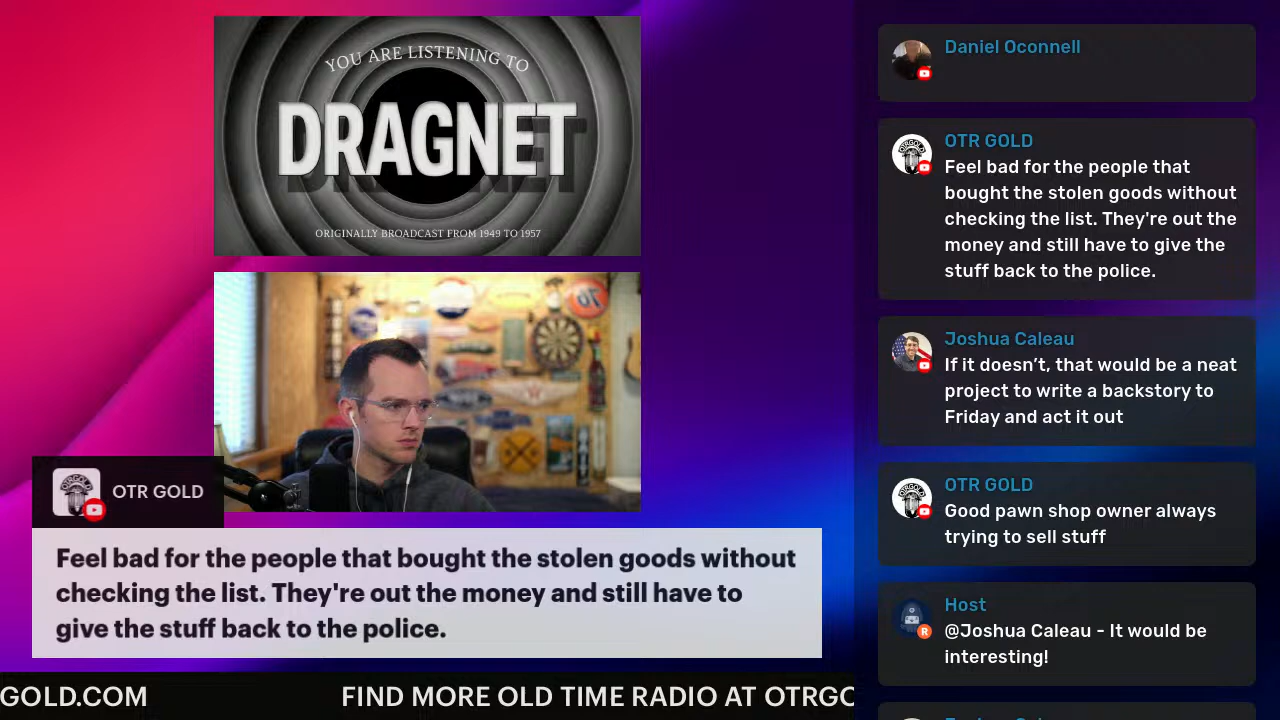 YOU ARE LISTENING TO
DRAGNET
ORIGINALLY BROADCAST FROM 1949 TO 1957
76
OTR GOLD
Feel bad for the people that bought the stolen goods without
checking the list. They're out the money and still have to
give the stuff back to the police.
GOLD.COM
FIND MORE OLD TIME RADIO AT OTRGO
Daniel Oconnell
OTR GOLD
Feel bad for the people that
bought the stolen goods without
checking the list. They're out the
money and still have to give the
stuff back to the police.
Joshua Caleau
If it doesn’t, that would be a neat
project to write a backstory to
Friday and act it out
OTR GOLD
Good pawn shop owner always
trying to sell stuff
Host
@Joshua Caleau - It would be
interesting!